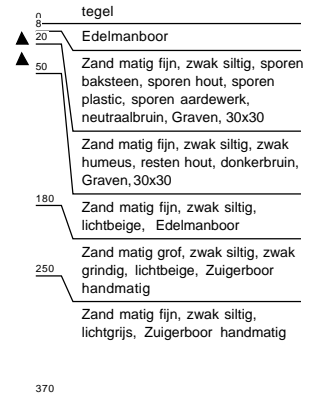 0
tegel
8
20
Edelmanboor
50
Zand matig fijn, zwak siltig, sporen
baksteen, sporen hout, sporen
plastic, sporen aardewerk,
neutraalbruin, Graven, 30x30
Zand matig fijn, zwak siltig, zwak
humeus, resten hout, donkerbruin,
Graven, 30x30
180
Zand matig fijn, zwak siltig,
lichtbeige, Edelmanboor
Zand matig grof, zwak siltig, zwak
grindig, lichtbeige, Zuigerboor
handmatig
250
Zand matig fijn, zwak siltig,
lichtgrijs, Zuigerboor handmatig
370